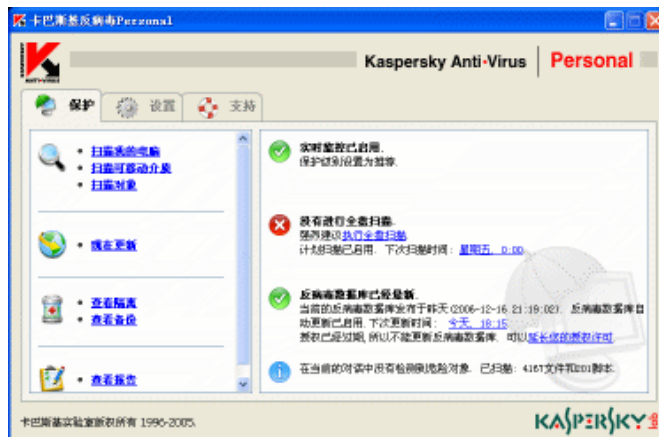 卡巴斯基反病毒Personal
Kaspersky Anti-Virus Personal
ANTI-VIRUS
保护 设置 支持
扫描我的电脑
扫描可移动介质
扫描对象
现在更新
查看隔离
查看备份
查看报告
实时监控已启用.
保护级别设置为推荐.
没有进行全盘扫描.
强烈建议执行全盘扫描.
计划扫描已启用. 下次扫描时间: 星期五, 0:00.
反病毒数据库已经最新.
当前的反病毒数据库发布于昨天(2006-12-16 21:19:02). 反病毒数据库自
动更新已启用. 下次更新时间: 今天, 18:15
授权已经过期,所以不能更新反病毒数据库. 可以延长您的授权许可.
在当前的对话中没有检测到危险对象. 已扫描: 4167文件和201脚本.
卡巴斯基实验室版权所有 1996-2005.
KASPERSKY